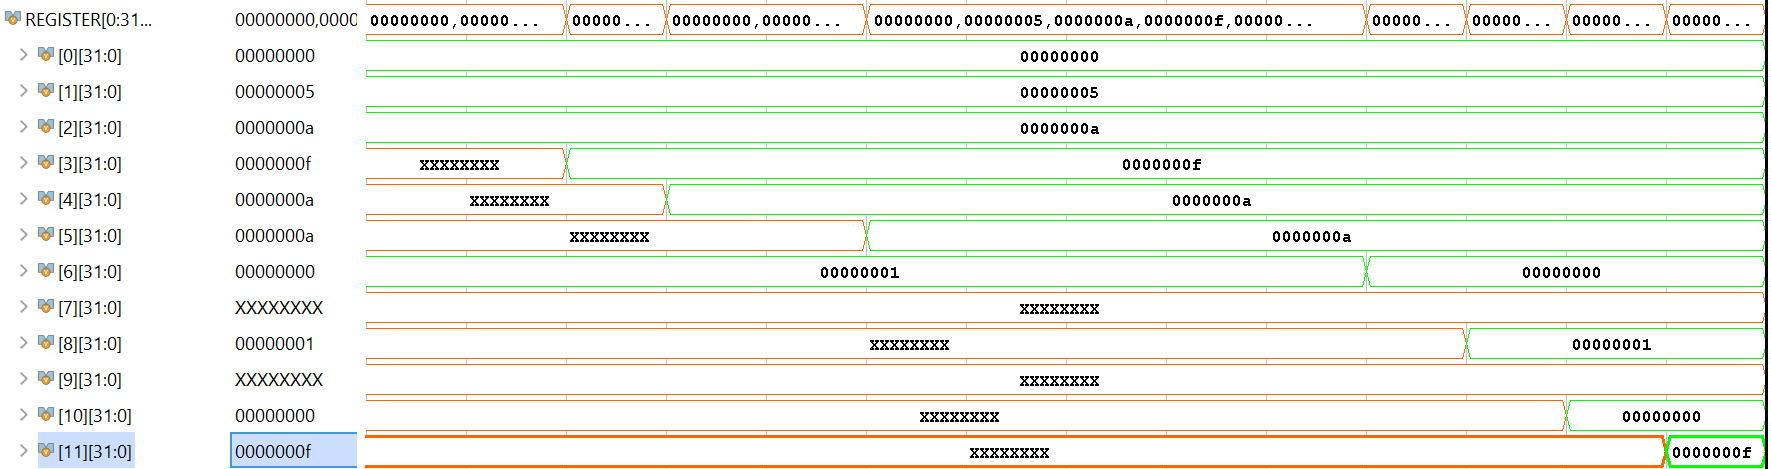 REGISTER[0:31... 00000000,0000 00000000,00000... 00000... 00000000,00000... 00000000,00000005,0000000a,0000000f,00000... 00000... 00000... 00000... 00000...
[0][31:0] 00000000 00000000
[1][31:0] 00000005 00000005
[2][31:0] 0000000a 0000000a
[3][31:0] 0000000f XXXXXXXX 0000000f
[4][31:0] 0000000a XXXXXXXX 0000000a
[5][31:0] 0000000a XXXXXXXX 0000000a
[6][31:0] 00000000 00000001 00000000
[7][31:0] XXXXXXXX XXXXXXXX
[8][31:0] 00000001 XXXXXXXX 00000001
[9][31:0] XXXXXXXX XXXXXXXX
[10][31:0] 00000000 XXXXXXXX 00000000
[11][31:0] 0000000f XXXXXXXX 0000000f